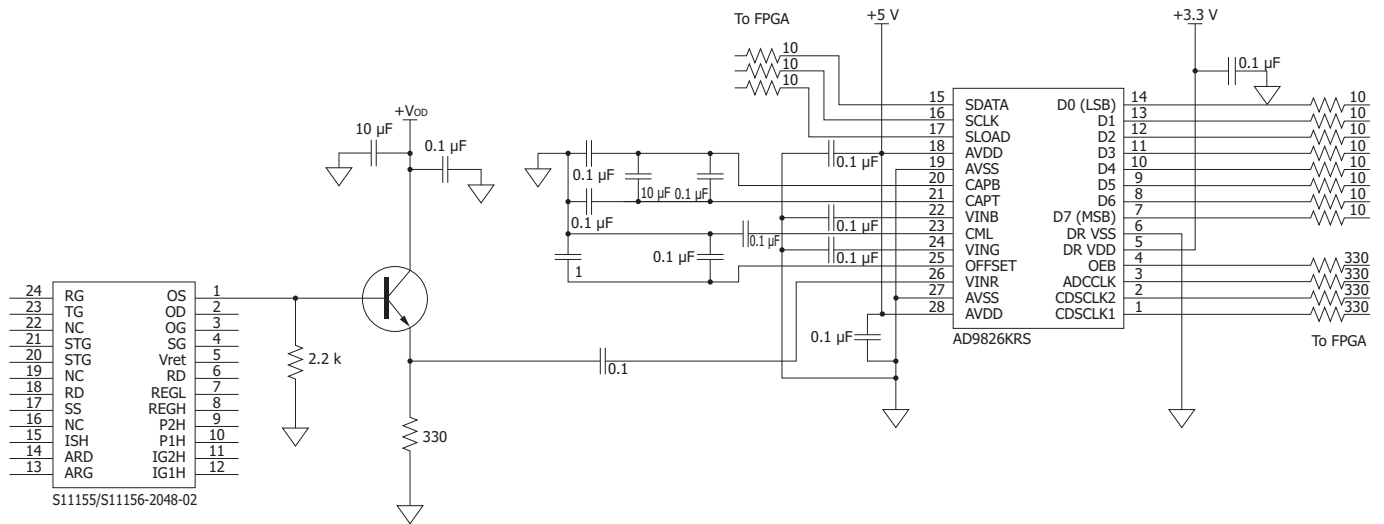 To FPGA
+5 V
+3.3 V
10
10
10
0.1 µF
+VOD
10 µF
0.1 µF
0.1 µF
10 µF
0.1 µF
0.1 µF
0.1 µF
0.1 µF
1
0.1 µF
0.1 µF
0.1 µF
0.1 µF
15 SDATA D0 (LSB) 14 10
16 SCLK D1 13 10
17 SLOAD D2 12 10
18 AVDD D3 11 10
19 AVSS D4 10 10
20 CAPB D5 9 10
21 CAPT D6 8 10
22 VINB D7 (MSB) 7 10
23 CML DR VSS 6
24 VING DR VDD 5
25 OFFSET OEB 4 330
26 VINR ADCCLK 3 330
27 AVSS CDSCLK2 2 330
28 AVDD CDSCLK1 1 330
AD9826KRS
To FPGA
24 RG OS 1
23 TG OD 2
22 NC OG 3
21 STG SG 4
20 STG Vret 5
19 NC RD 6
18 RD REGL 7
17 SS REGH 8
16 NC P2H 9
15 ISH P1H 10
14 ARD IG2H 11
13 ARG IG1H 12
S11155/S11156-2048-02
2.2 k
0.1
330